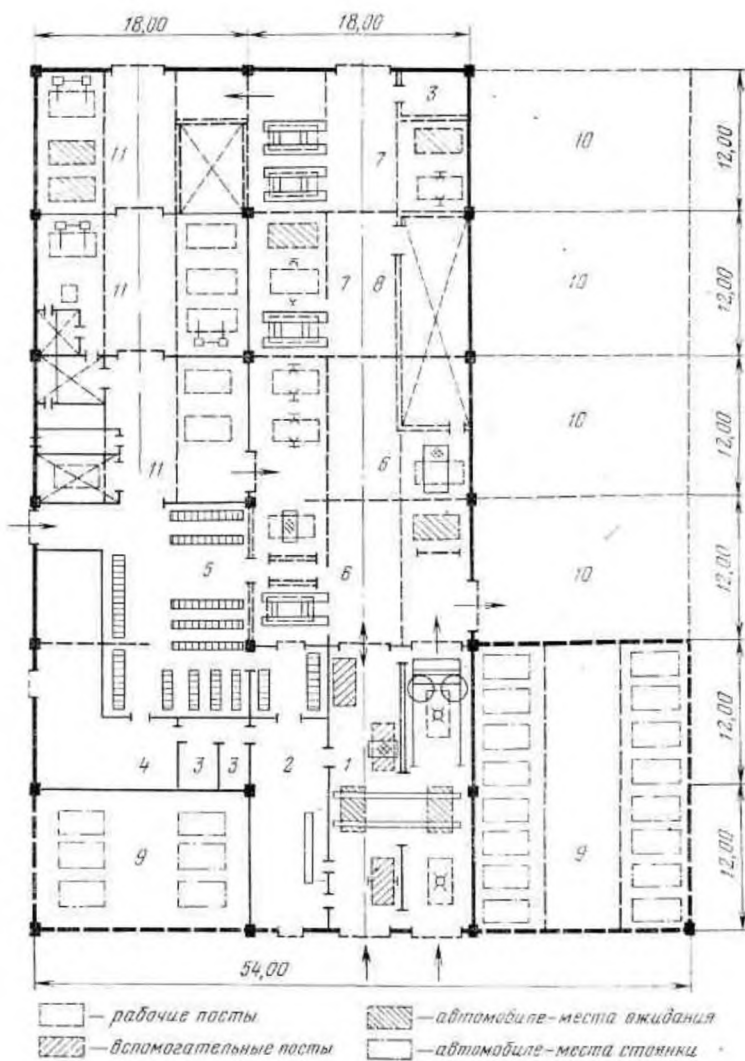 18,00 18,00
3
11 7 10 12,00
11 7 8 10 12,00
11 6 10 12,00
5 6 10 12,00
4 3 3 2 1 12,00
9 9 12,00
54,00
— рабочие посты
— автомобиле-места ожидания
— вспомогательные посты
— автомобиле-места стоянки